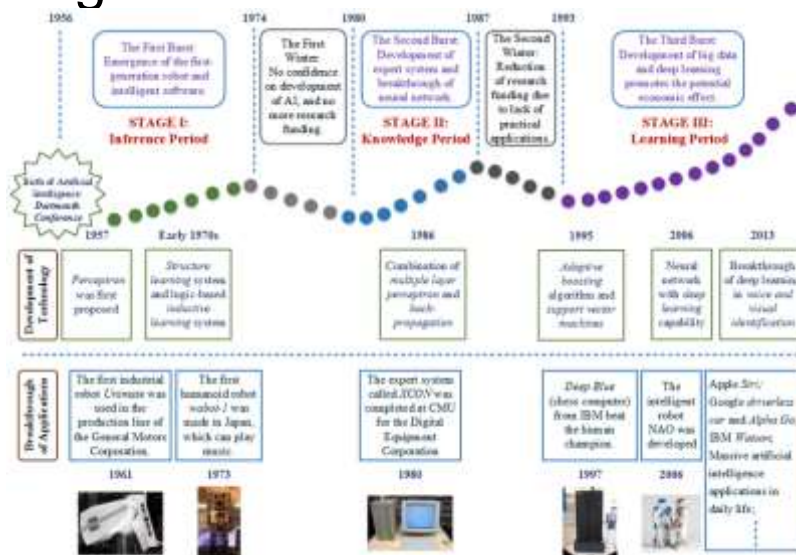 1956
1974
1980
1987
1993
The First Burst:
Emergence of the first-
generation robot and
intelligent software
The First
Winter:
No confidence
on development
of AI, and no
more research
funding
The Second Burst:
Development of
expert system and
breakthrough of
neural network
The Second
Winter:
Reduction
of research
funding due
to lack of
practical
applications.
The Third Burst:
Development of big data
and deep learning
promotes the potential
economic effect
STAGE I:
Inference Period
STAGE II:
Knowledge Period
STAGE III:
Learning Period
Birth of Artificial
intelligence
Dartmouth
Conference
1957
Early 1970s
1986
1995
2006
2013
Development of
Technology
Perceptron
was first
proposed
Structure
learning system
and logic-based
inductive
learning system
Combination of
multiple layer
perceptron and
back-
propagation
Adaptive
boosting
algorithm and
support vector
machines
Neural
network
with deep
learning
capability
Breakthrough
of deep learning
in voice and
visual
identification
Breakthrough
of Applications
The first industrial
robot Unimate was
used in the
production line of
the General Motors
Corporation.
The first
humanoid robot
wabot-1 was
made in Japan,
which can play
music.
The expert system
called XCON was
completed at CMU
for the Digital
Equipment
Corporation
Deep Blue
(chess computer)
from IBM beat
the human
champion.
The
intelligent
robot
NAO was
developed
Apple Siri;
Google driverless
car and Alpha Go;
IBM Watson;
Massive artificial
intelligence
applications in
daily life;
1961
1973
1980
1997
2006